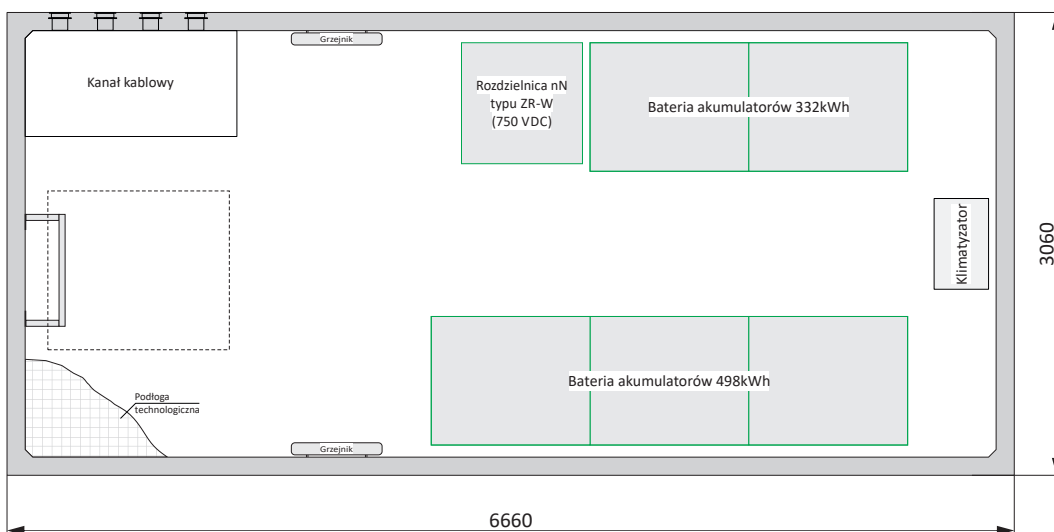 Grzejnik
Kanał kablowy
Rozdzielnica nN
typu ZR-W
(750 VDC)
Bateria akumulatorów 332kWh
Klimatyzator
3060
Bateria akumulatorów 498kWh
Podłoga
technologiczna
Grzejnik
6660